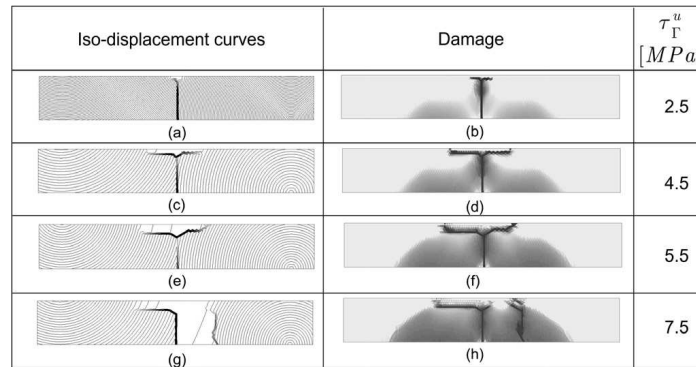 Iso-displacement curves Damage τ_Γ^u
[MPa
(a) (b) 2.5
(c) (d) 4.5
(e) (f) 5.5
(g) (h) 7.5